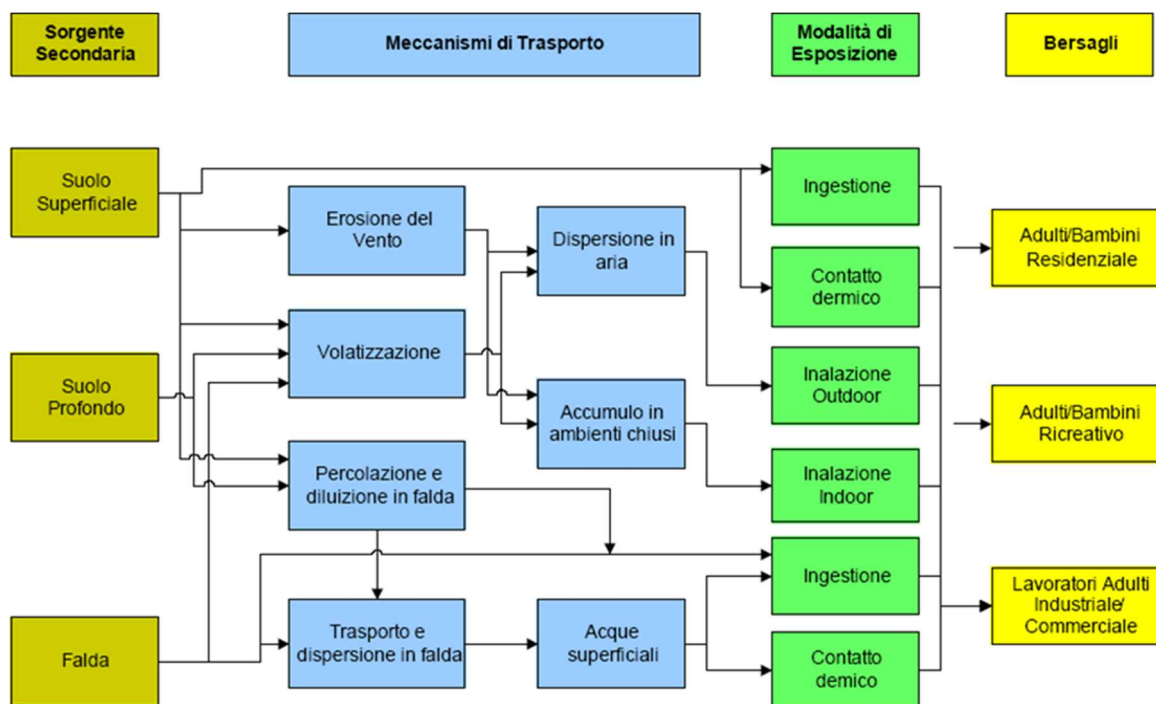 Sorgente
Secondaria
Meccanismi di Trasporto
Modalità di
Esposizione
Bersagli
Suolo
Superficiale
Erosione del
Vento
Dispersione in
aria
Ingestione
Adulti/Bambini
Residenziale
Contatto
dermico
Suolo
Profondo
Volatizzazione
Accumulo in
ambienti chiusi
Inalazione
Outdoor
Adulti/Bambini
Ricreativo
Percolazione e
diluizione in falda
Inalazione
Indoor
Ingestione
Lavoratori Adulti
Industriale/
Commerciale
Falda
Trasporto e
dispersione in falda
Acque
superficiali
Contatto
demico